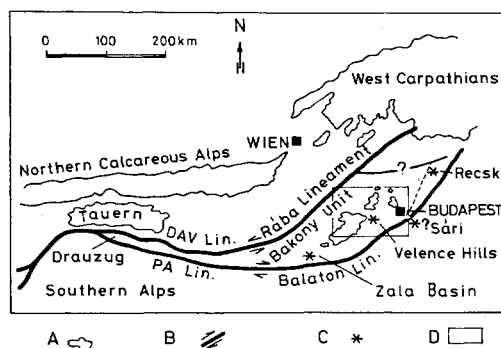 0 100 200km
N
H
West Carpathians
WIEN
Northern Calcareous Alps
Rába Lineament
?
Recsk
Bakony Unit
BUDAPEST
Tauern
?
Sári
DAV Lin.
Velence Hills
Drauzug
PA Lin.
Balaton Lin.
Zala Basin
Southern Alps
A B C * D